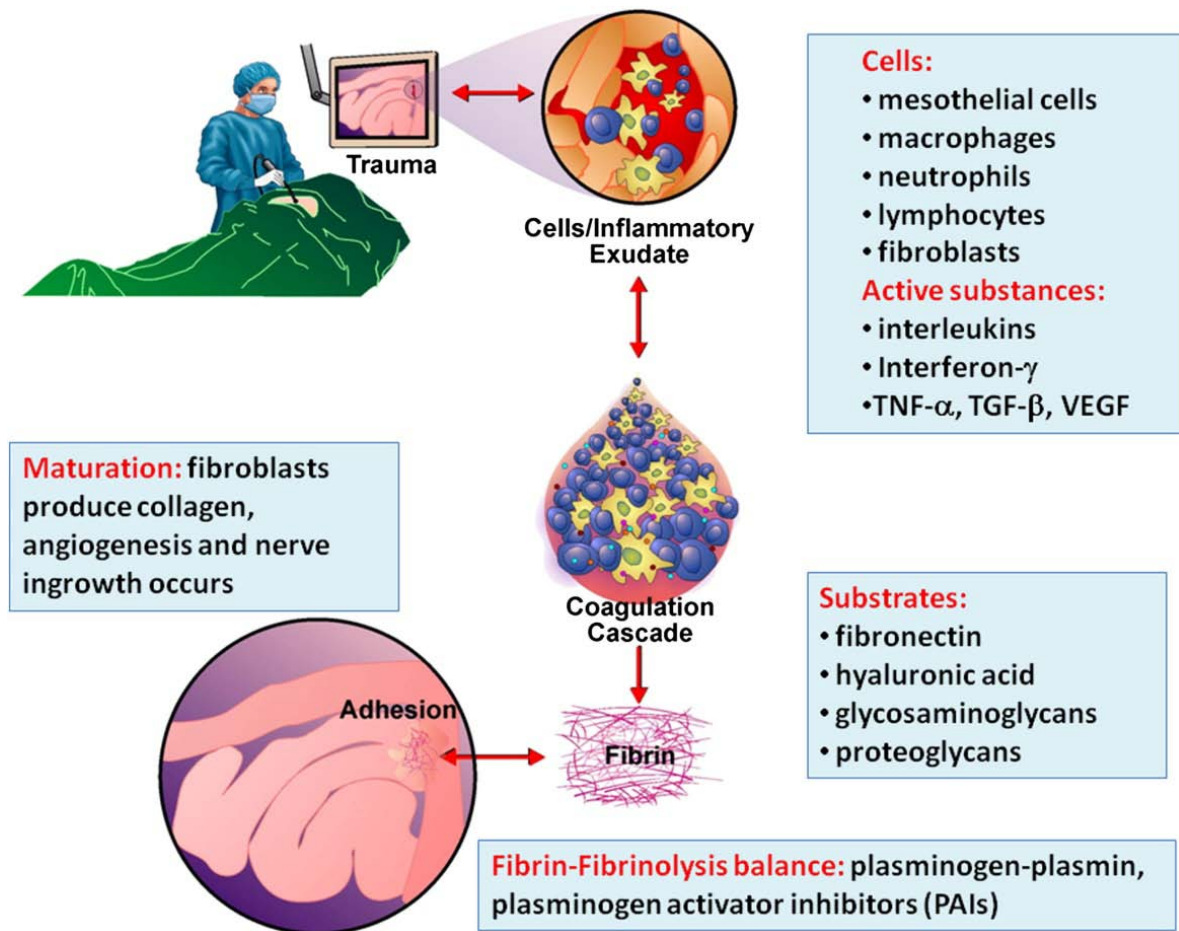 Trauma
Cells/Inflammatory
Exudate
Cells:
• mesothelial cells
• macrophages
• neutrophils
• lymphocytes
• fibroblasts
Active substances:
• interleukins
• Interferon-γ
•TNF-α, TGF-β, VEGF
Maturation: fibroblasts
produce collagen,
angiogenesis and nerve
ingrowth occurs
Coagulation
Cascade
Substrates:
• fibronectin
• hyaluronic acid
• glycosaminoglycans
• proteoglycans
Adhesion
Fibrin
Fibrin-Fibrinolysis balance: plasminogen-plasmin,
plasminogen activator inhibitors (PAIs)